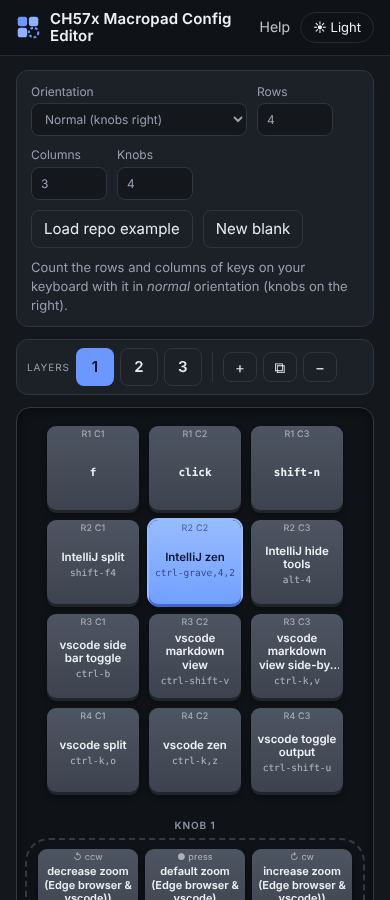 CH57x Macropad Config
Editor
Help
Light
Orientation
Rows
Normal (knobs right)
4
Columns
Knobs
3
4
Load repo example
New blank
Count the rows and columns of keys on your
keyboard with it in normal orientation (knobs on the
right).
LAYERS
1
2
3
+
−
R1 C1
R1 C2
R1 C3
f
click
shift-n
R2 C1
R2 C2
R2 C3
IntelliJ split
shift-f4
IntelliJ zen
ctrl-grave,4,2
IntelliJ hide
tools
alt-4
R3 C1
R3 C2
R3 C3
vscode side
bar toggle
ctrl-b
vscode
markdown
view
ctrl-shift-v
vscode
markdown
view side-by...
ctrl-k,v
R4 C1
R4 C2
R4 C3
vscode split
ctrl-k,o
vscode zen
ctrl-k,z
vscode toggle
output
ctrl-shift-u
KNOB 1
↺ ccw
● press
↻ cw
decrease zoom
(Edge browser &
vscode))
default zoom
(Edge browser &
vscode)
increase zoom
(Edge browser &
vscode))